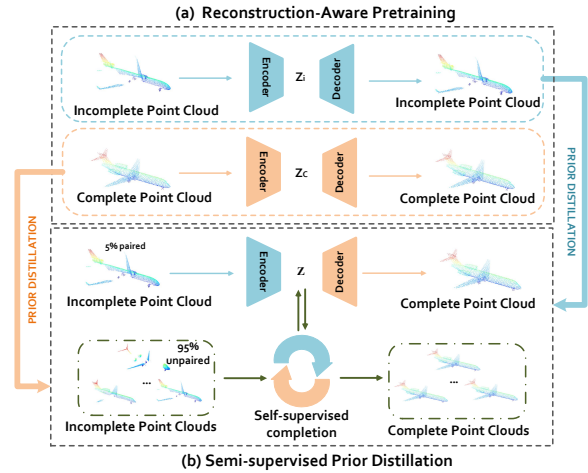 (a) Reconstruction-Aware Pretraining
Encoder
Zi
Decoder
Incomplete Point Cloud
Incomplete Point Cloud
Encoder
Zc
Decoder
Complete Point Cloud
Complete Point Cloud
PRIOR DISTILLATION
PRIOR DISTILLATION
5% paired
Encoder
Z
Decoder
Incomplete Point Cloud
Complete Point Cloud
95%
unpaired
...
...
Self-supervised
completion
Incomplete Point Clouds
Complete Point Clouds
(b) Semi-supervised Prior Distillation